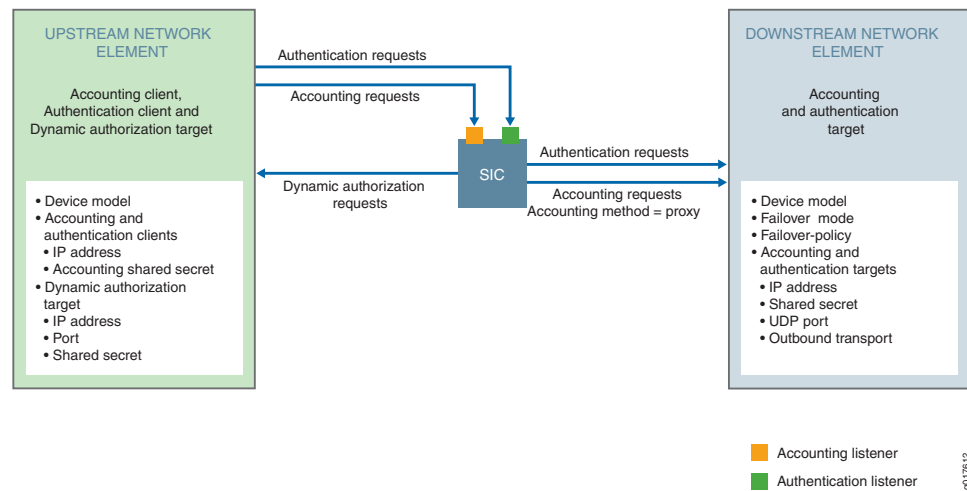 UPSTREAM NETWORK
ELEMENT
Accounting client,
Authentication client and
Dynamic authorization target
• Device model
• Accounting and
authentication clients
• IP address
• Accounting shared secret
• Dynamic authorization
target
• IP address
• Port
• Shared secret
Authentication requests
Accounting requests
SIC
Dynamic authorization
requests
Authentication requests
Accounting requests
Accounting method = proxy
DOWNSTREAM NETWORK
ELEMENT
Accounting
and authentication
target
• Device model
• Failover mode
• Failover-policy
• Accounting and
authentication targets
• IP address
• Shared secret
• UDP port
• Outbound transport
Accounting listener
Authentication listener
g017612